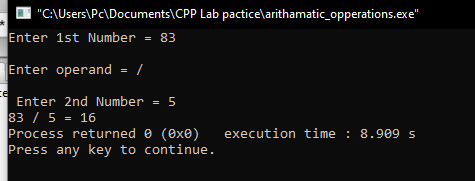 "C:\Users\Pc\Documents\CPP Lab pactice\arithamatic_opperations.exe"
Enter 1st Number = 83
Enter operand = /
Enter 2nd Number = 5
83 / 5 = 16
Process returned 0 (0x0)   execution time : 8.909 s
Press any key to continue.